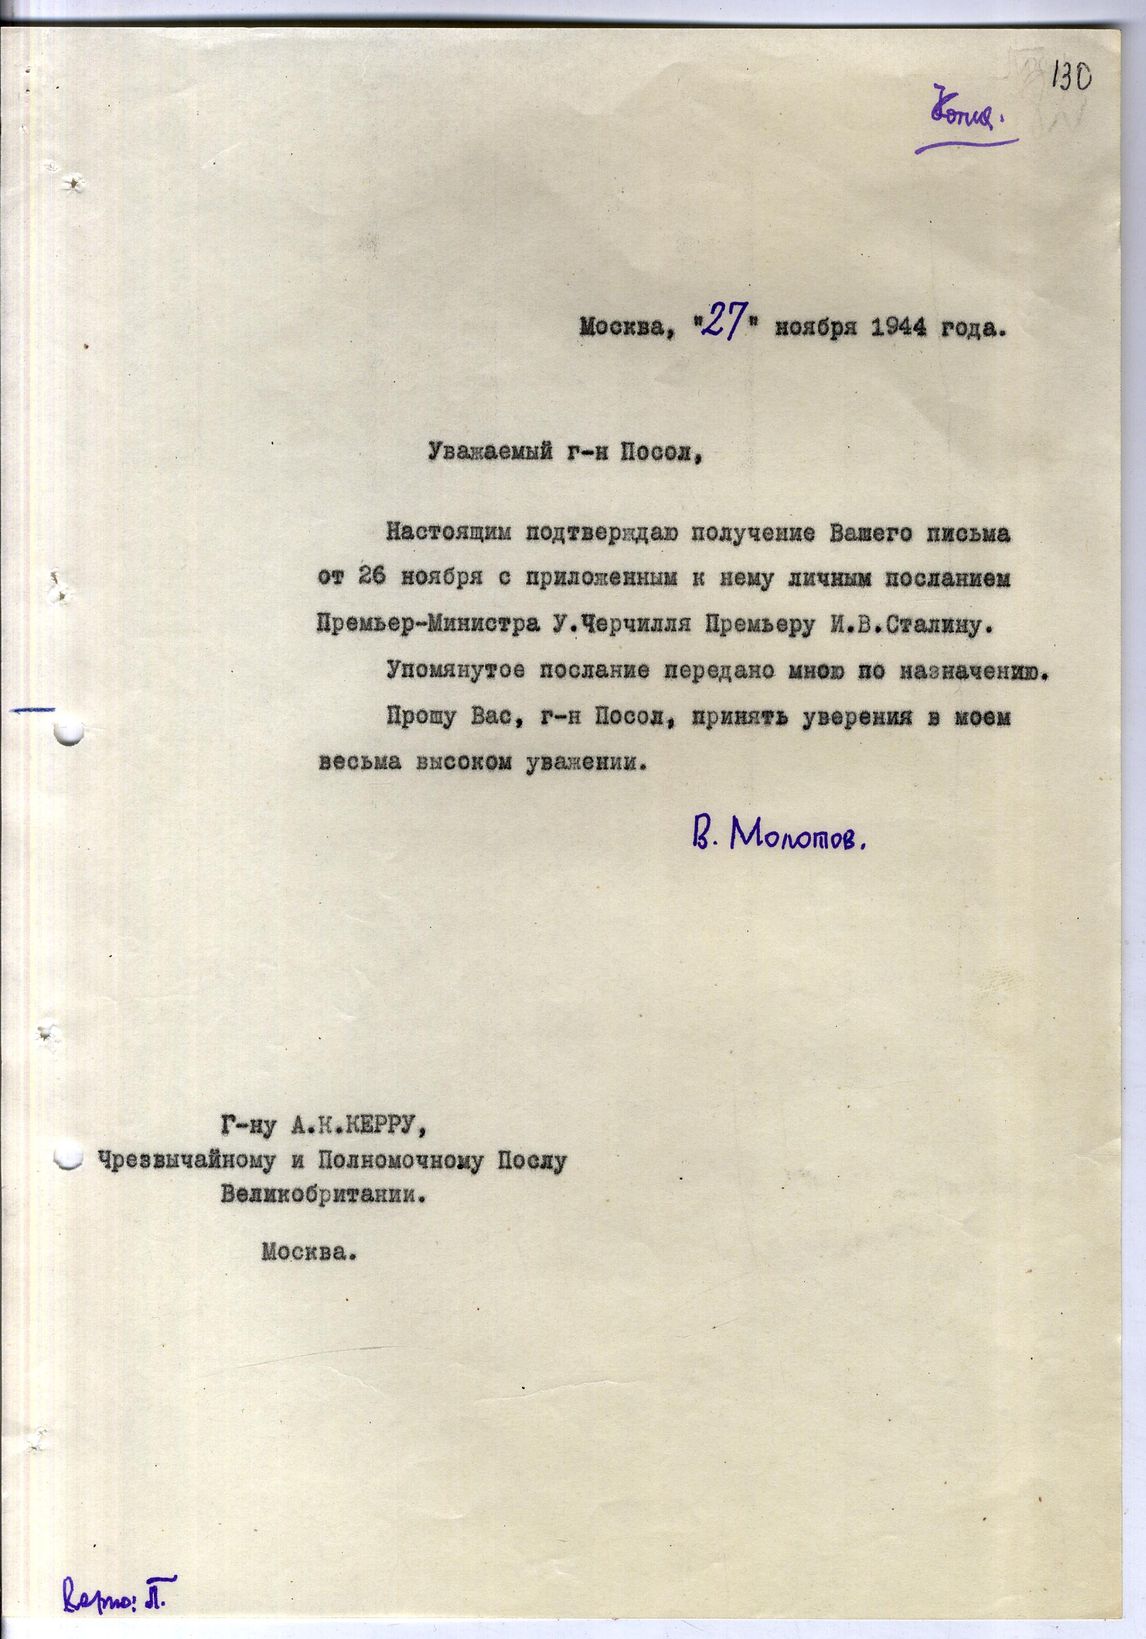 130
Копия.
Москва, "27" ноября 1944 года.
Уважаемый г-н Посол,
Настоящим подтверждаю получение Вашего письма
от 26 ноября с приложенным к нему личным посланием
Премьер-Министра У.Черчилля Премьеру И.В.Сталину.
Упомянутое послание передано мною по назначению.
Прошу Вас, г-н Посол, принять уверения в моем
весьма высоком уважении.
В. Молотов.
Г-ну А.К.КЕРРУ,
Чрезвычайному и Полномочному Послу
Великобритании.
Москва.
Верно: П.